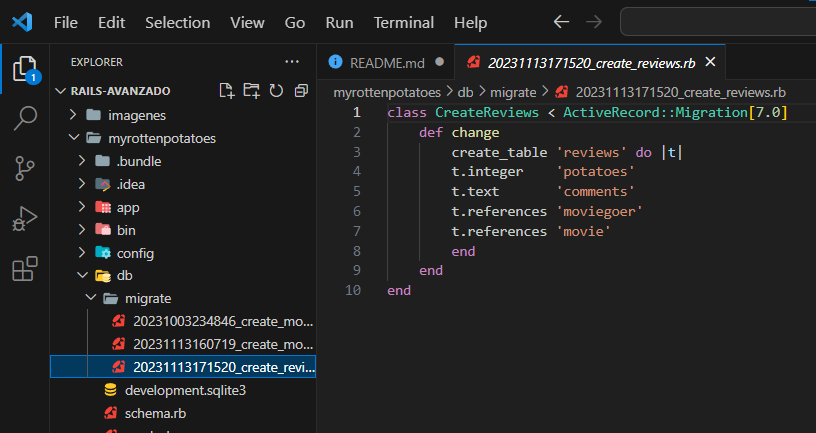 File Edit Selection View Go Run Terminal Help
EXPLORER
RAILS-AVANZADO
imagenes
myrottenpotatoes
.bundle
.idea
app
bin
config
db
migrate
20231003234846_create_mo...
20231113160719_create_mo...
20231113171520_create_revi...
development.sqlite3
schema.rb
1
README.md
20231113171520_create_reviews.rb
myrottenpotatoes > db > migrate > 20231113171520_create_reviews.rb
1 class CreateReviews < ActiveRecord::Migration[7.0]
2 def change
3 create_table 'reviews' do |t|
4 t.integer 'potatoes'
5 t.text 'comments'
6 t.references 'moviegoer'
7 t.references 'movie'
8 end
9 end
10 end